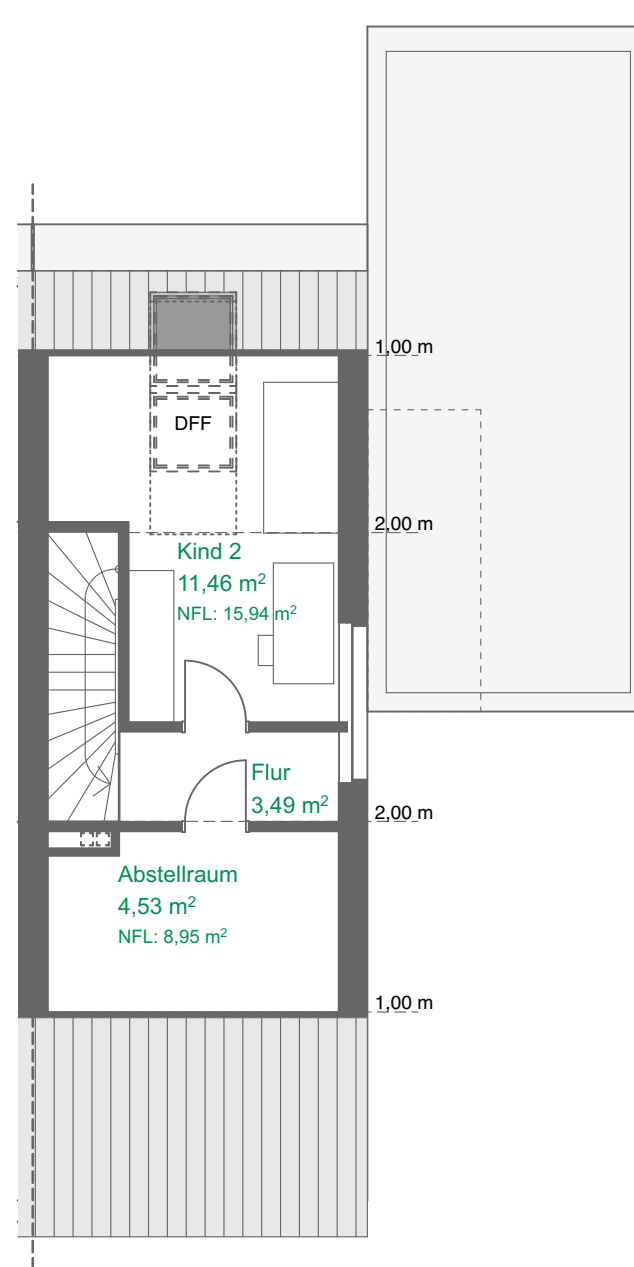 1,00 m
DFF
2,00 m
Kind 2
11,46 m²
NFL: 15,94 m²
Flur
3,49 m²
2,00 m
Abstellraum
4,53 m²
NFL: 8,95 m²
1,00 m